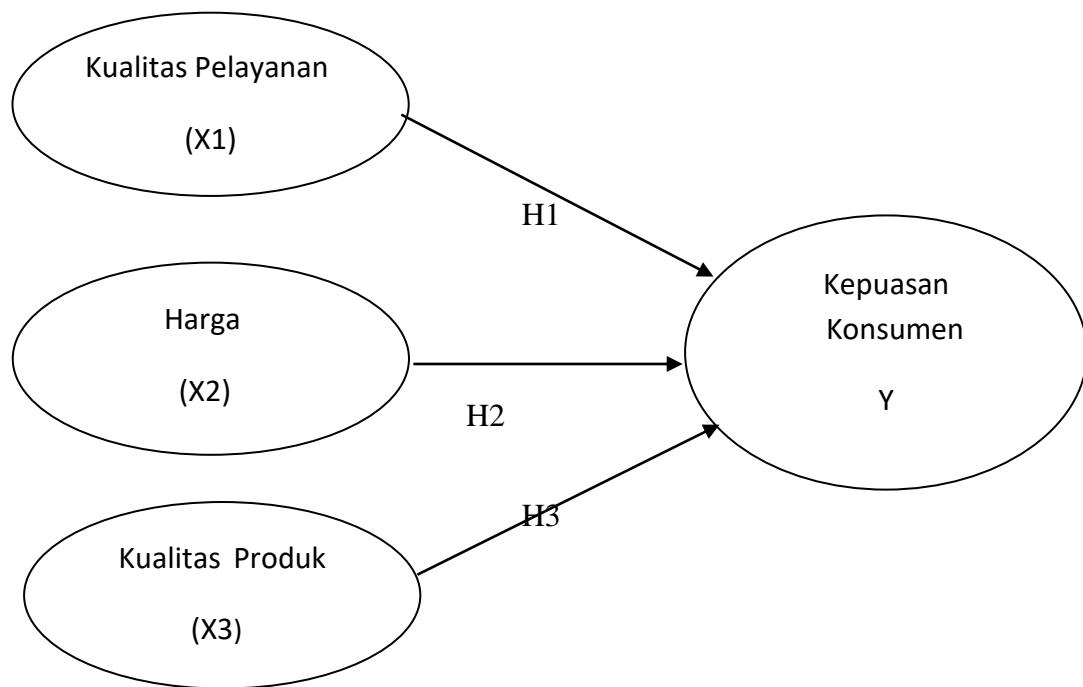 Kualitas Pelayanan
(X1)
H1
Harga
(X2)
H2
Kualitas Produk
(X3)
H3
Kepuasan
Konsumen
Y